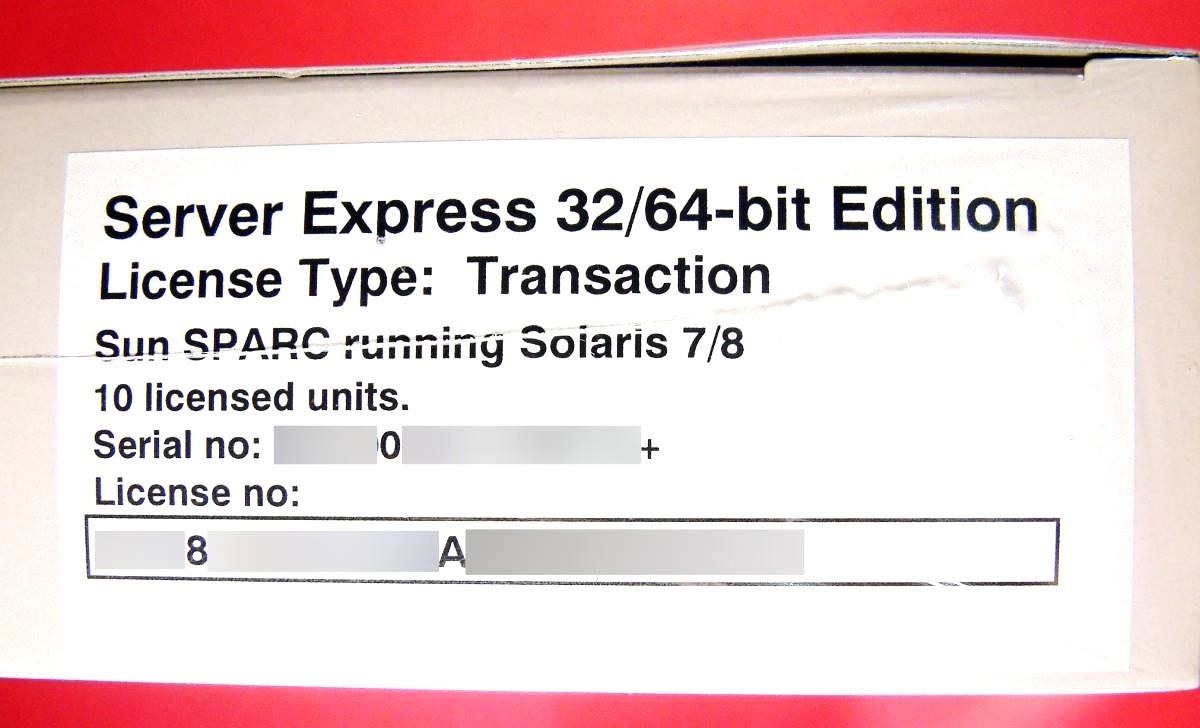 Server Express 32/64-bit Edition
License Type: Transaction
Sun SPARC running Solaris 7/8
10 licensed units.
Serial no: 0 +
License no:
8 A